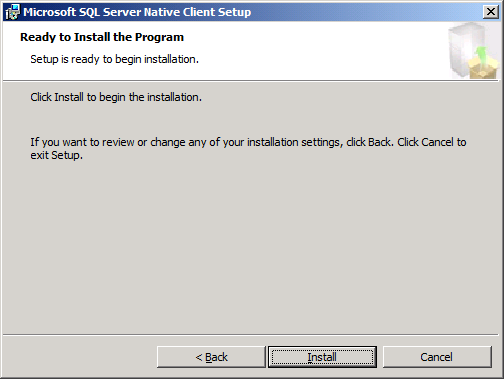 Microsoft SQL Server Native Client Setup
Ready to Install the Program
Setup is ready to begin installation.
Click Install to begin the installation.
If you want to review or change any of your installation settings, click Back. Click Cancel to
exit Setup.
< Back
Install
Cancel